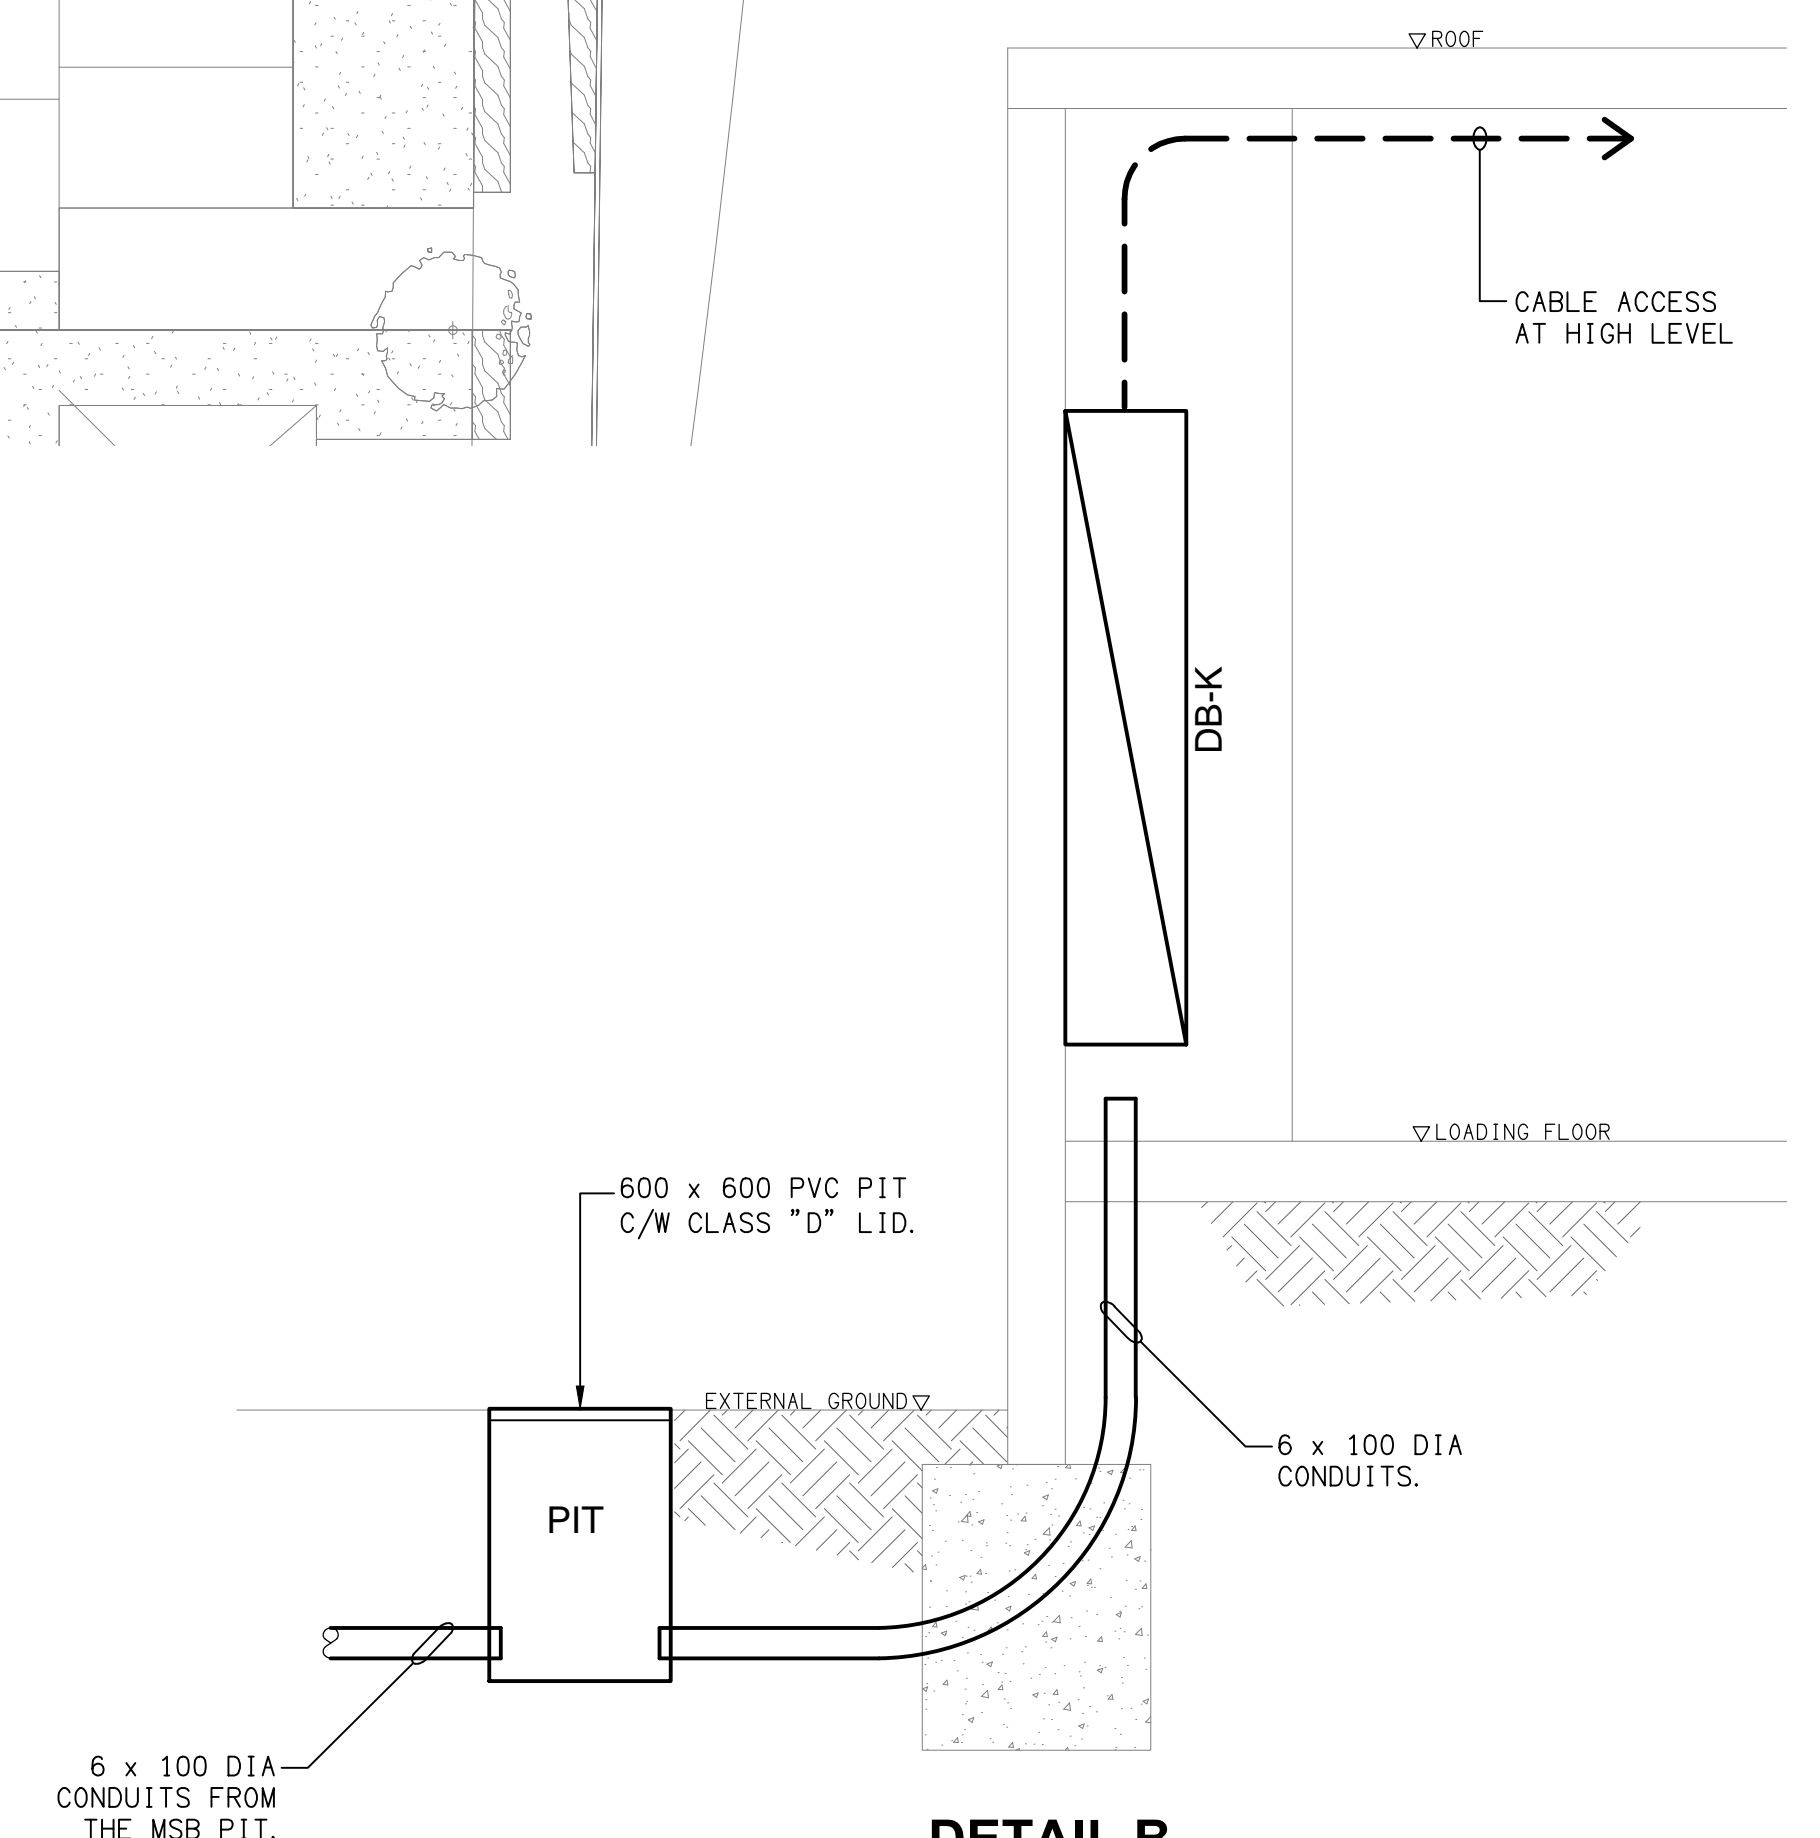 ROOF
CABLE ACCESS
AT HIGH LEVEL
DB-K
LOADING FLOOR
600 x 600 PVC PIT
C/W CLASS ”D” LID.
EXTERNAL GROUND
6 x 100 DIA
CONDUITS.
PIT
6 x 100 DIA
CONDUITS FROM
THE MSB PIT.
DETAIL B